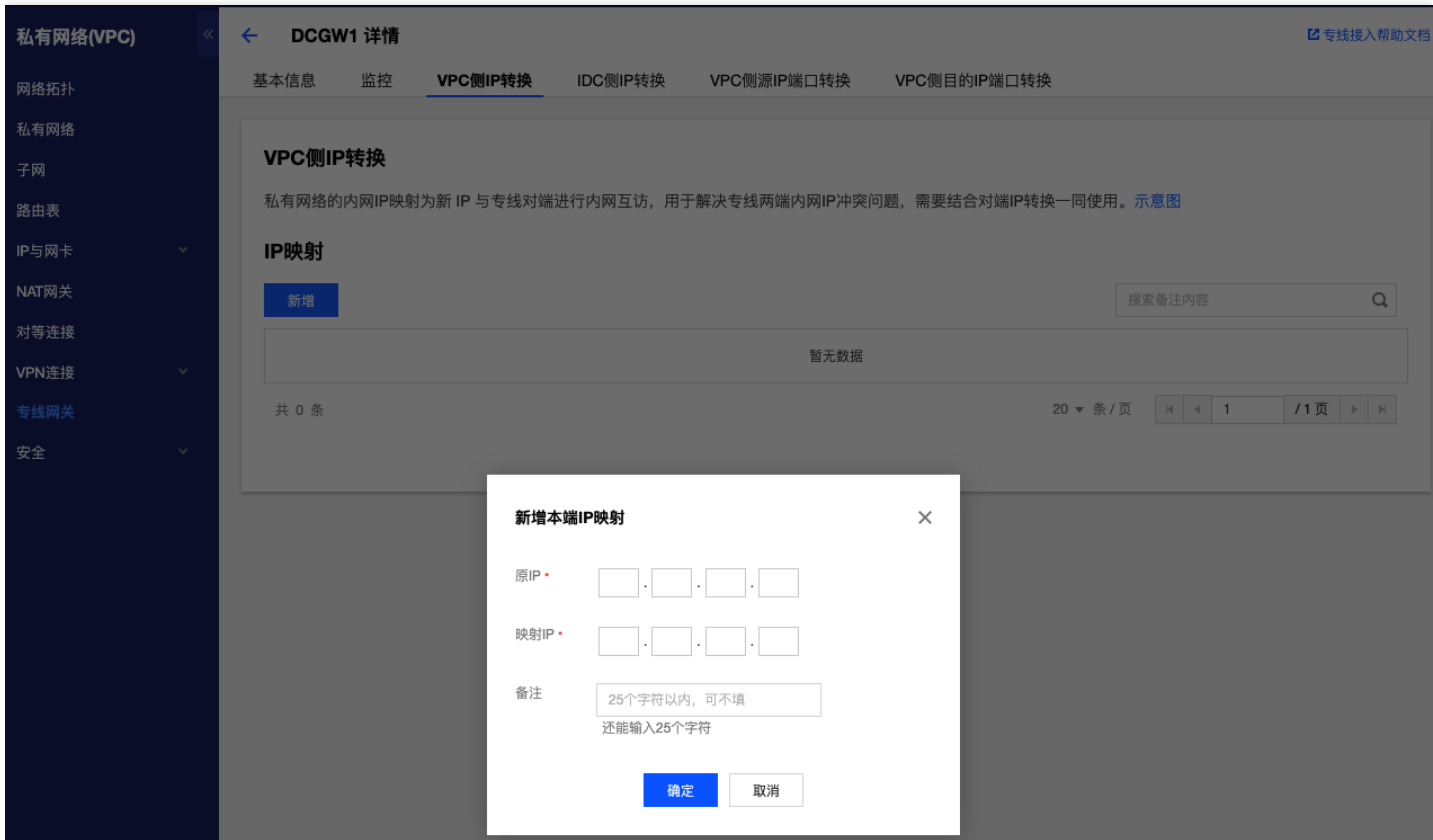 私有网络(VPC)
«
网络拓扑
私有网络
子网
路由表
IP与网卡
NAT网关
对等连接
VPN连接
专线网关
安全
DCGW1 详情
专线接入帮助文档
基本信息 监控 VPC侧IP转换 IDC侧IP转换 VPC侧源IP端口转换 VPC侧目的IP端口转换
VPC侧IP转换
私有网络的内网IP映射为新 IP 与专线对端进行内网互访，用于解决专线两端内网IP冲突问题，需要结合对端IP转换一同使用。示意图
IP映射
新增 搜索备注内容
暂无数据
共 0 条 20 条 / 页 1 / 1 页
新增本端IP映射
原IP * . . .
映射IP * . . .
备注 25个字符以内，可不填
还能输入25个字符
确定 取消